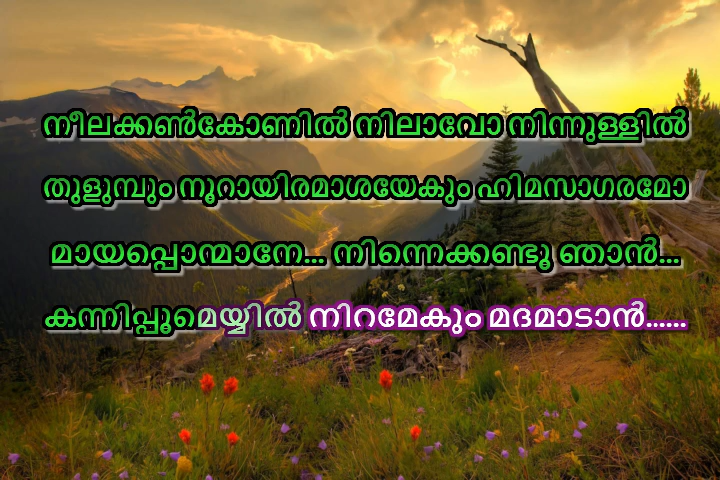 നീലക്കൺകോണിൽ നിലാവോ നിന്നുള്ളിൽ
തുളുമ്പും നൂറായിരമാശയേകും ഹിമസാഗരമോ
മായപ്പൊന്മാനേ... നിന്നെക്കണ്ടൂ ഞാൻ...
കന്നിപ്പൂമെയ്യിൽ നിറമേകും മദമാടാൻ......